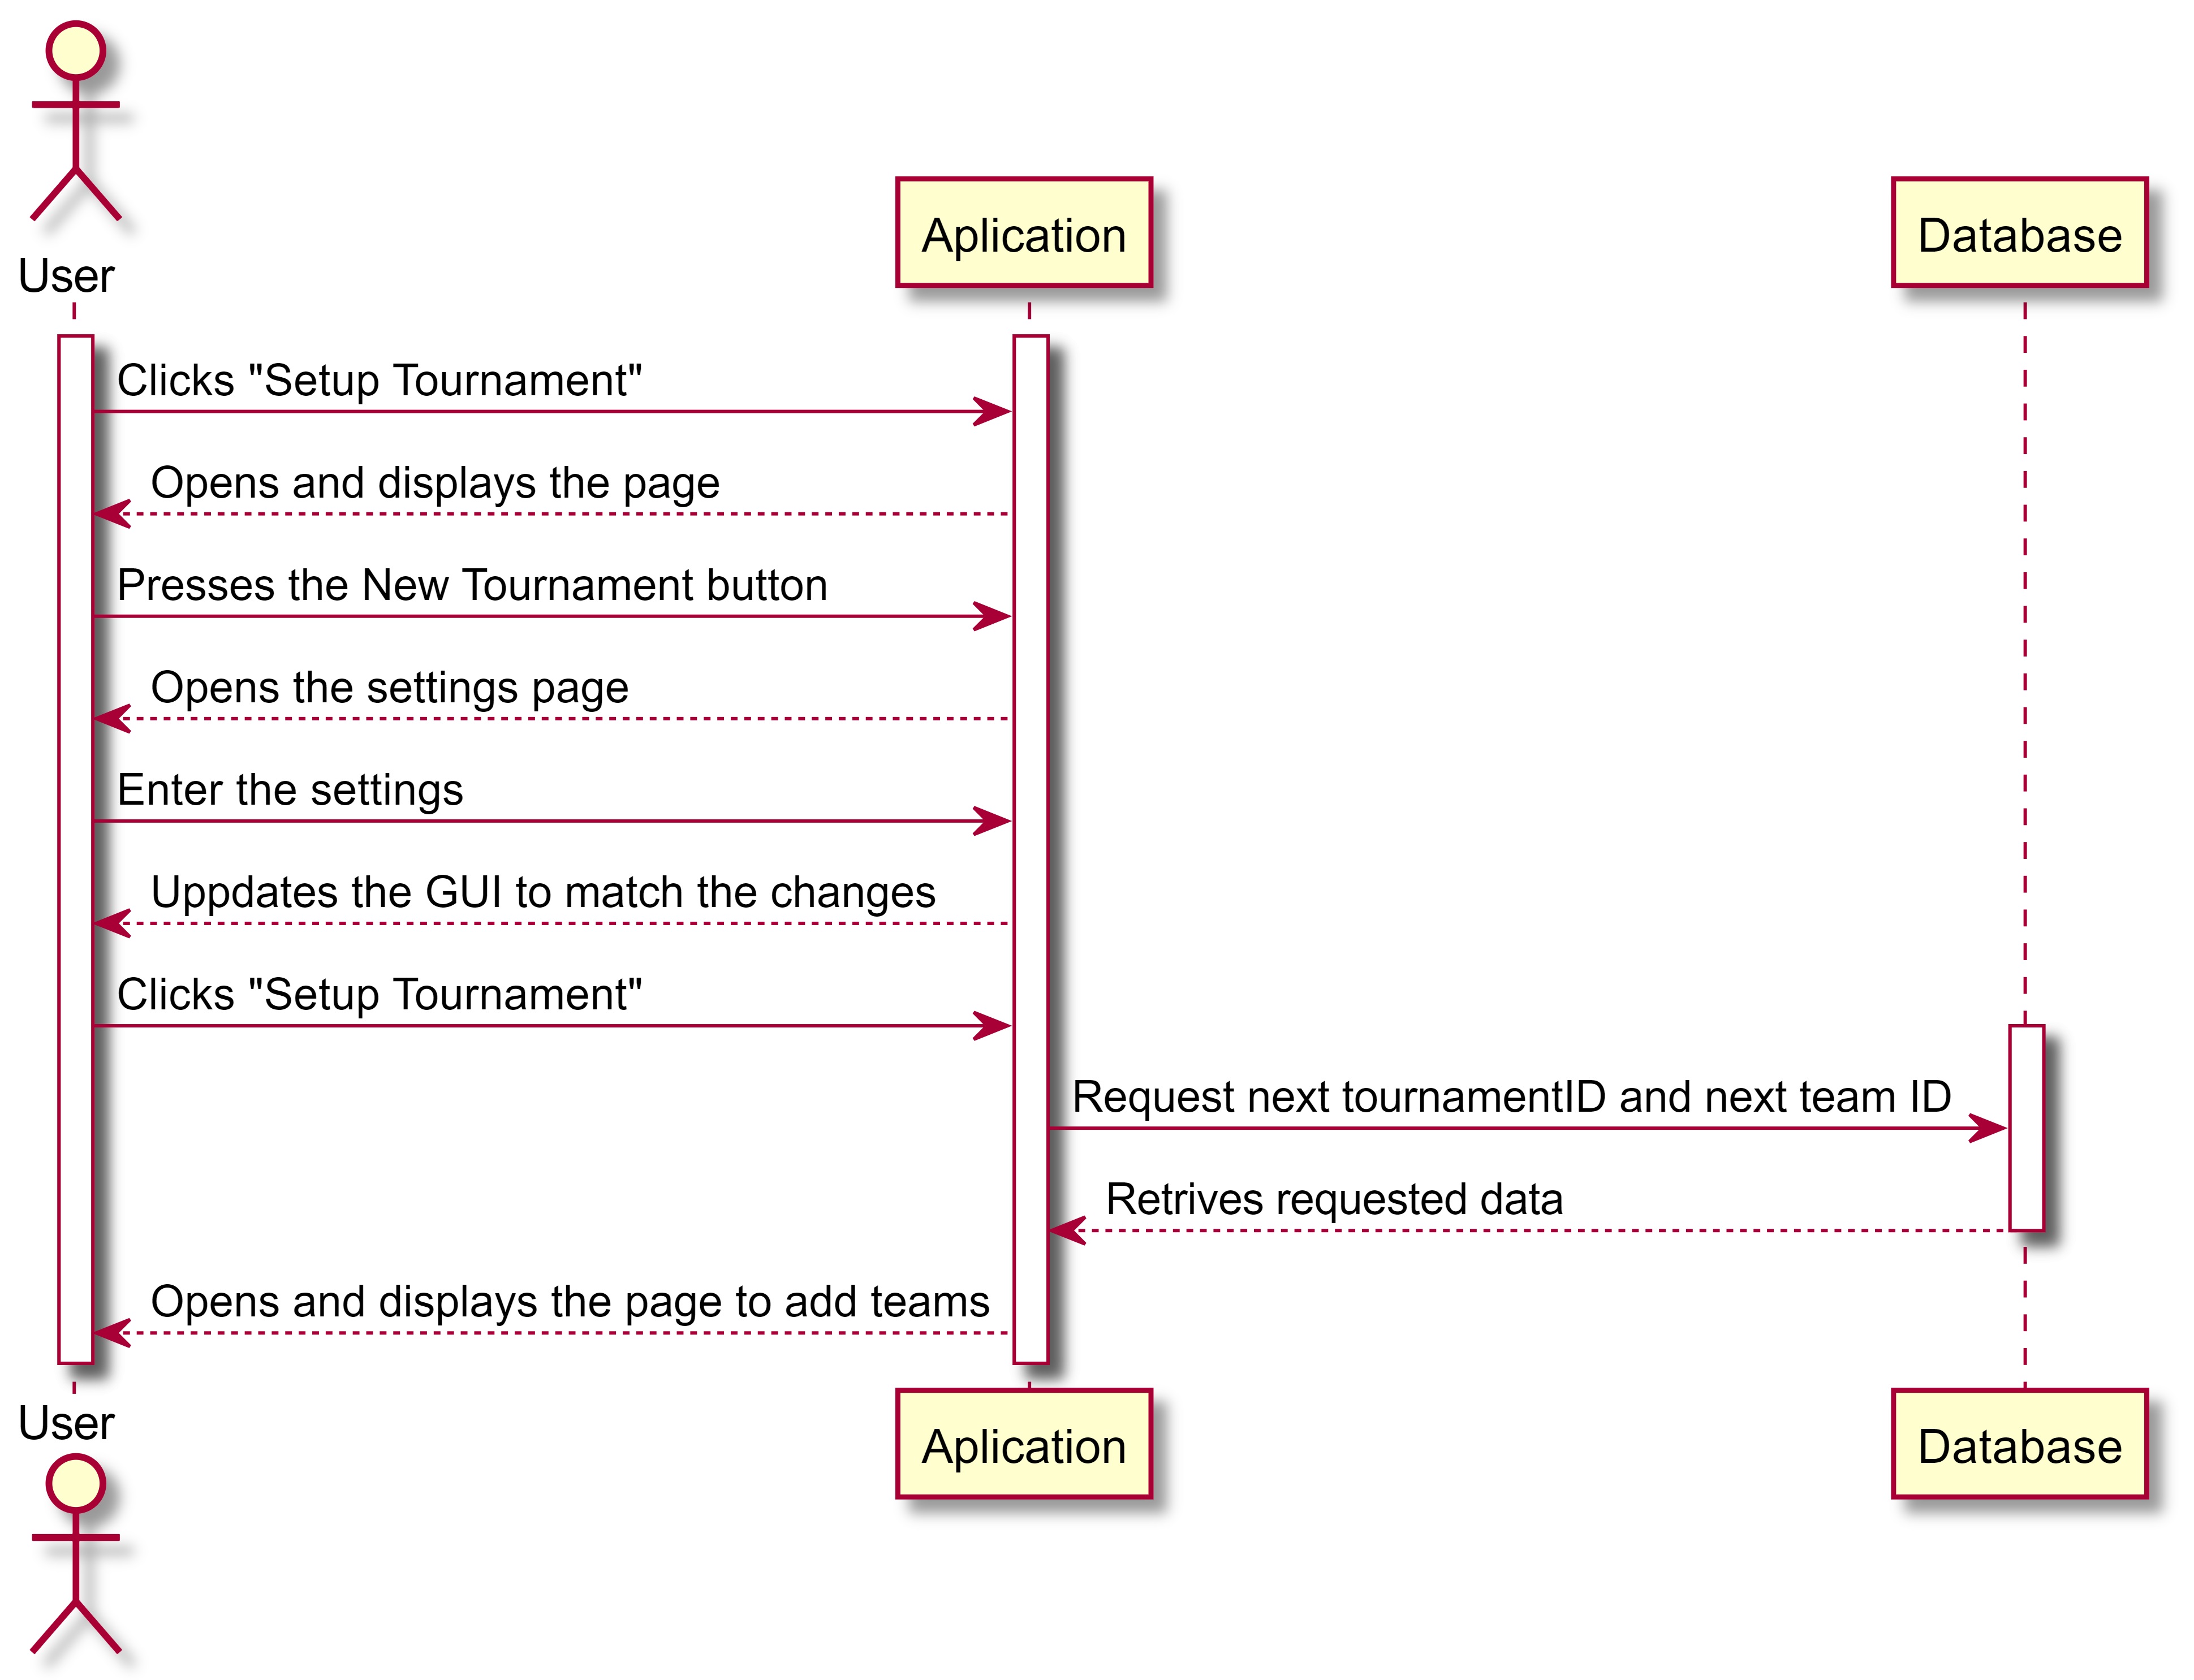 User
Aplication
Database
Clicks "Setup Tournament"
Opens and displays the page
Presses the New Tournament button
Opens the settings page
Enter the settings
Uppdates the GUI to match the changes
Clicks "Setup Tournament"
Request next tournamentID and next team ID
Retrives requested data
Opens and displays the page to add teams
User
Aplication
Database